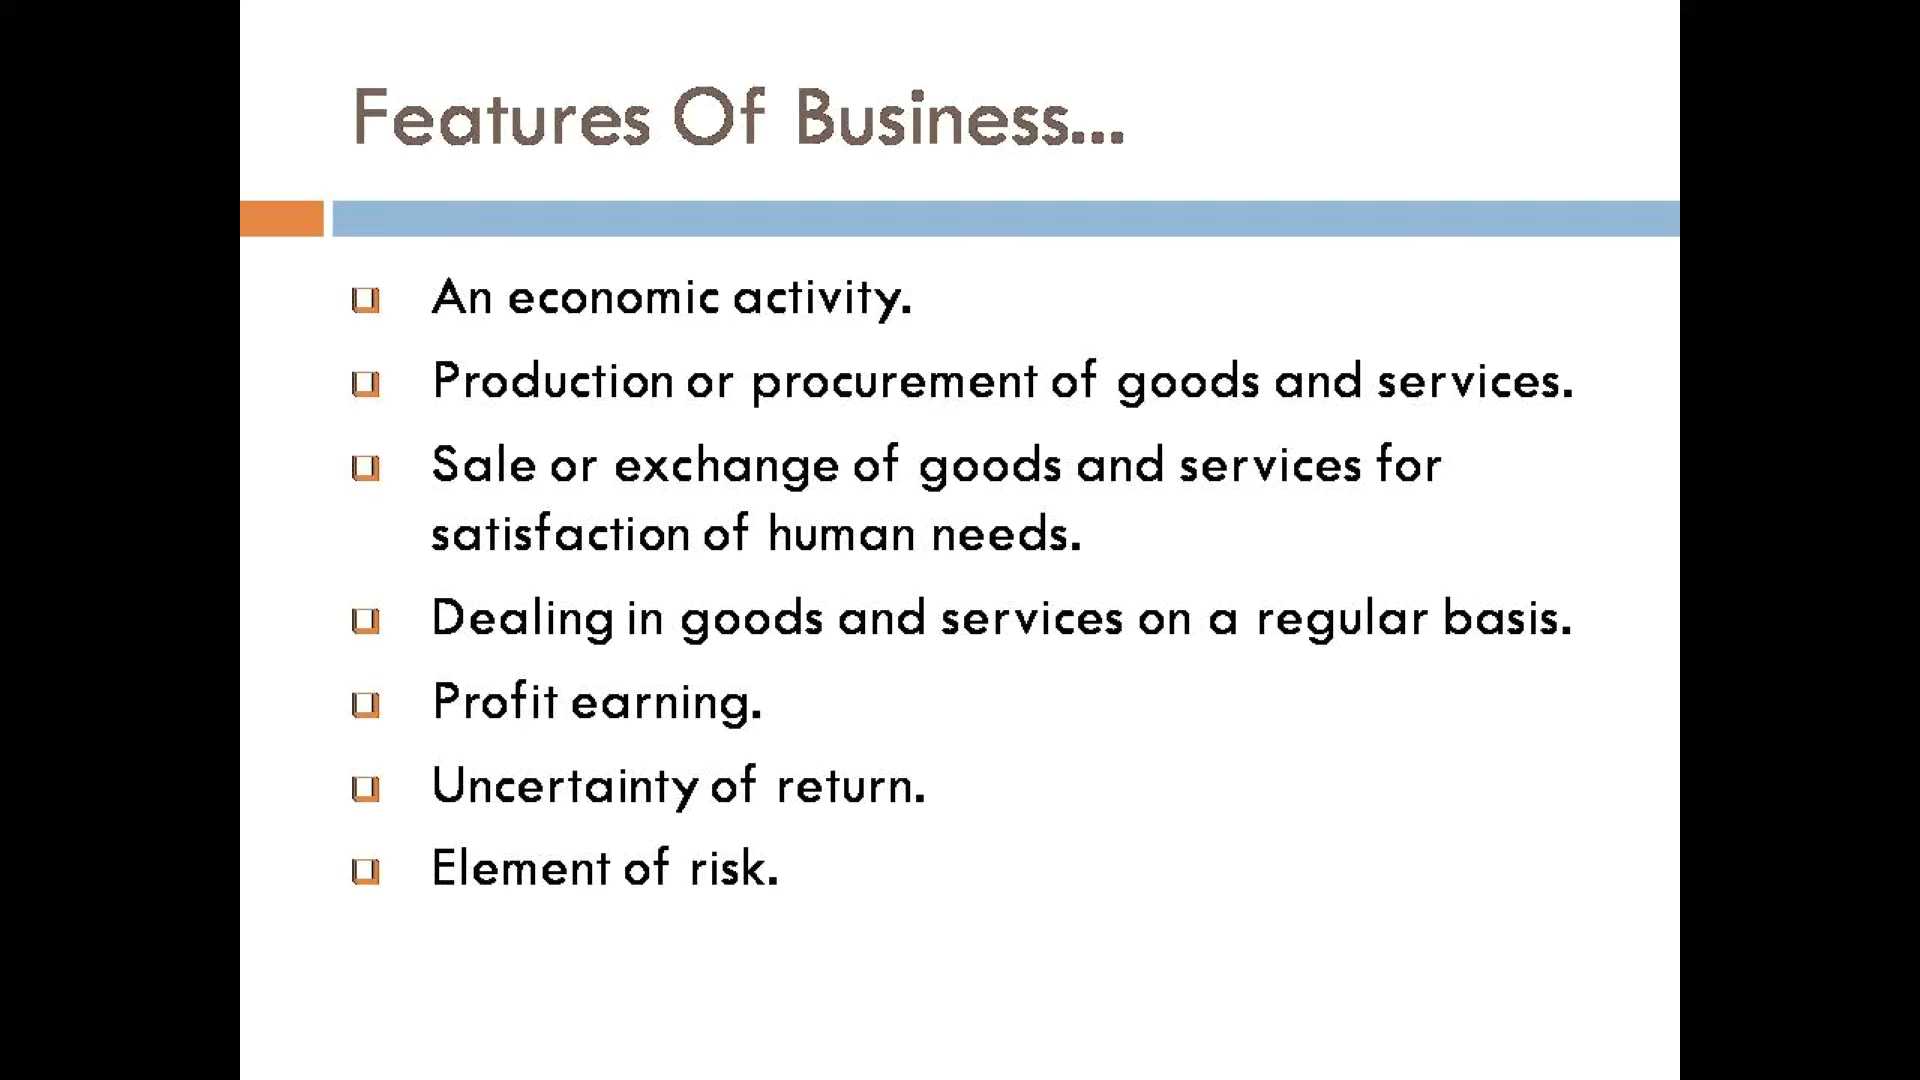 Features Of Business...
An economic activity.
Production or procurement of goods and services.
Sale or exchange of goods and services for
satisfaction of human needs.
Dealing in goods and services on a regular basis.
Profit earning.
Uncertainty of return.
Element of risk.